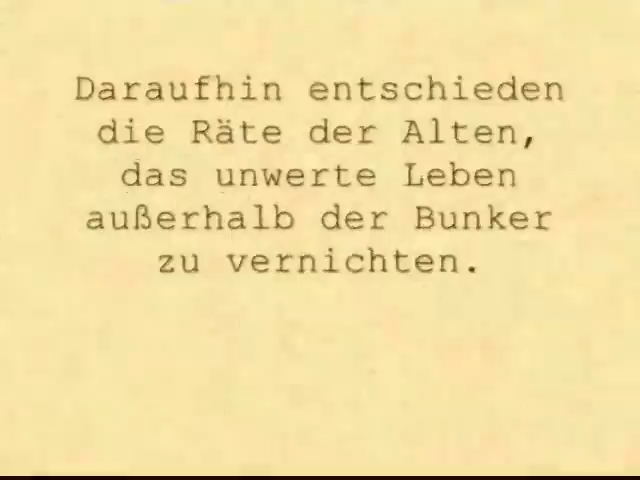 Daraufhin entschieden
die Räte der Alten,
das unwerte Leben
außerhalb der Bunker
zu vernichten.